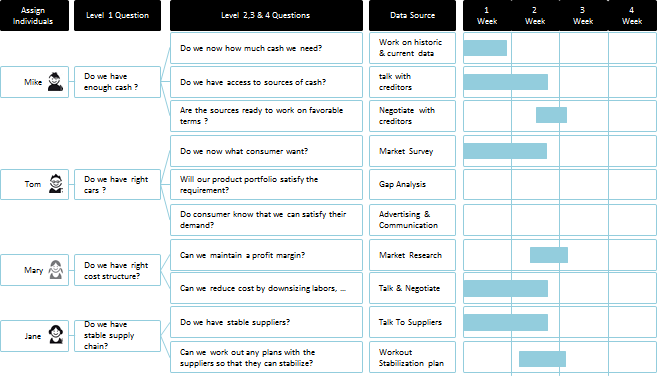 Assign
Individuals
Level 1 Question
Level 2,3 & 4 Questions
Data Source
1
Week
2
Week
3
Week
4
Week
Mike
Do we have
enough cash ?
Do we now how much cash we need?
Work on historic
& current data
Do we have access to sources of cash?
talk with
creditors
Are the sources ready to work on favorable
terms ?
Negotiate with
creditors
Tom
Do we have right
cars ?
Do we now what consumer want?
Market Survey
Will our product portfolio satisfy the
requirement?
Gap Analysis
Do consumer know that we can satisfy their
demand?
Advertising &
Communication
Mary
Do we have right
cost structure?
Can we maintain a profit margin?
Market Research
Can we reduce cost by downsizing labors, ...
Talk & Negotiate
Jane
Do we have
stable supply
chain?
Do we have stable suppliers?
Talk To Suppliers
Can we work out any plans with the
suppliers so that they can stabilize?
Workout
Stabilization plan